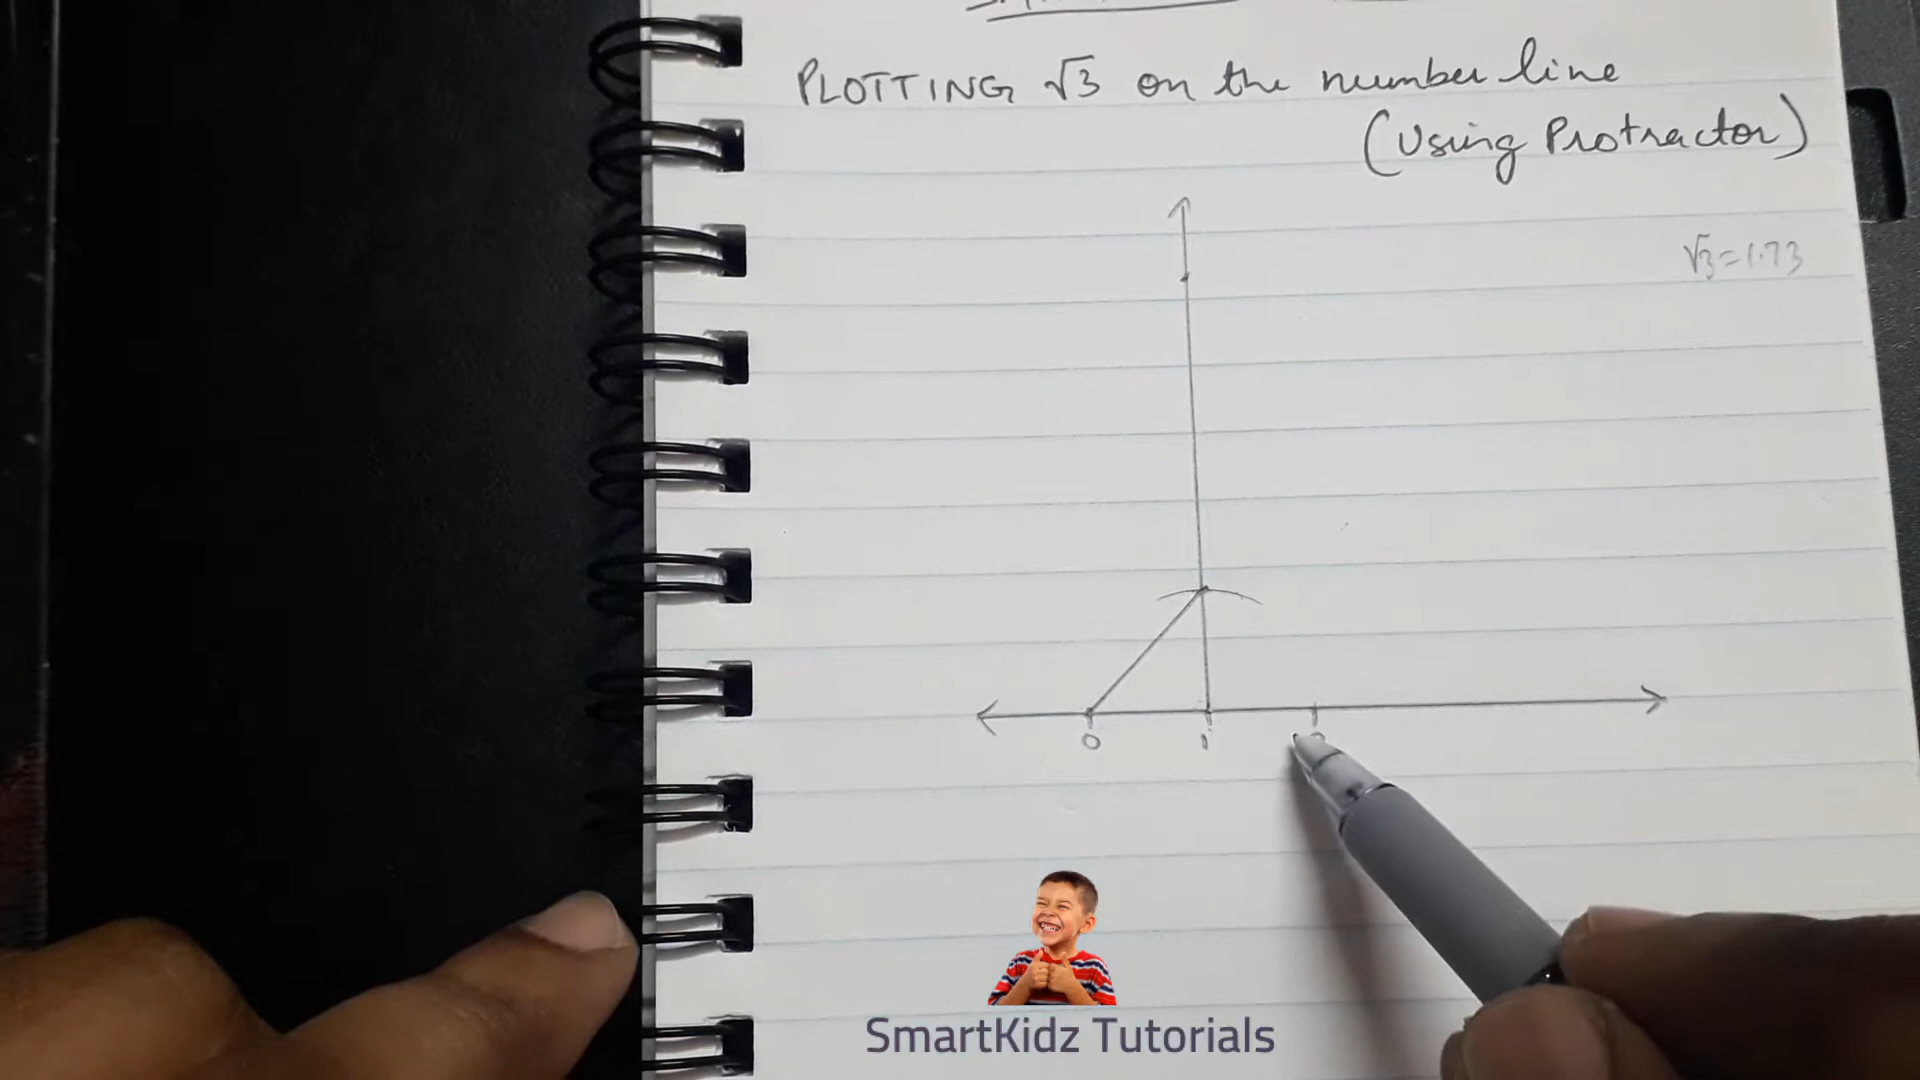 PLOTTING √3 on the number line
(Using Protractor)
√3=1.73
0 1
SmartKidz Tutorials